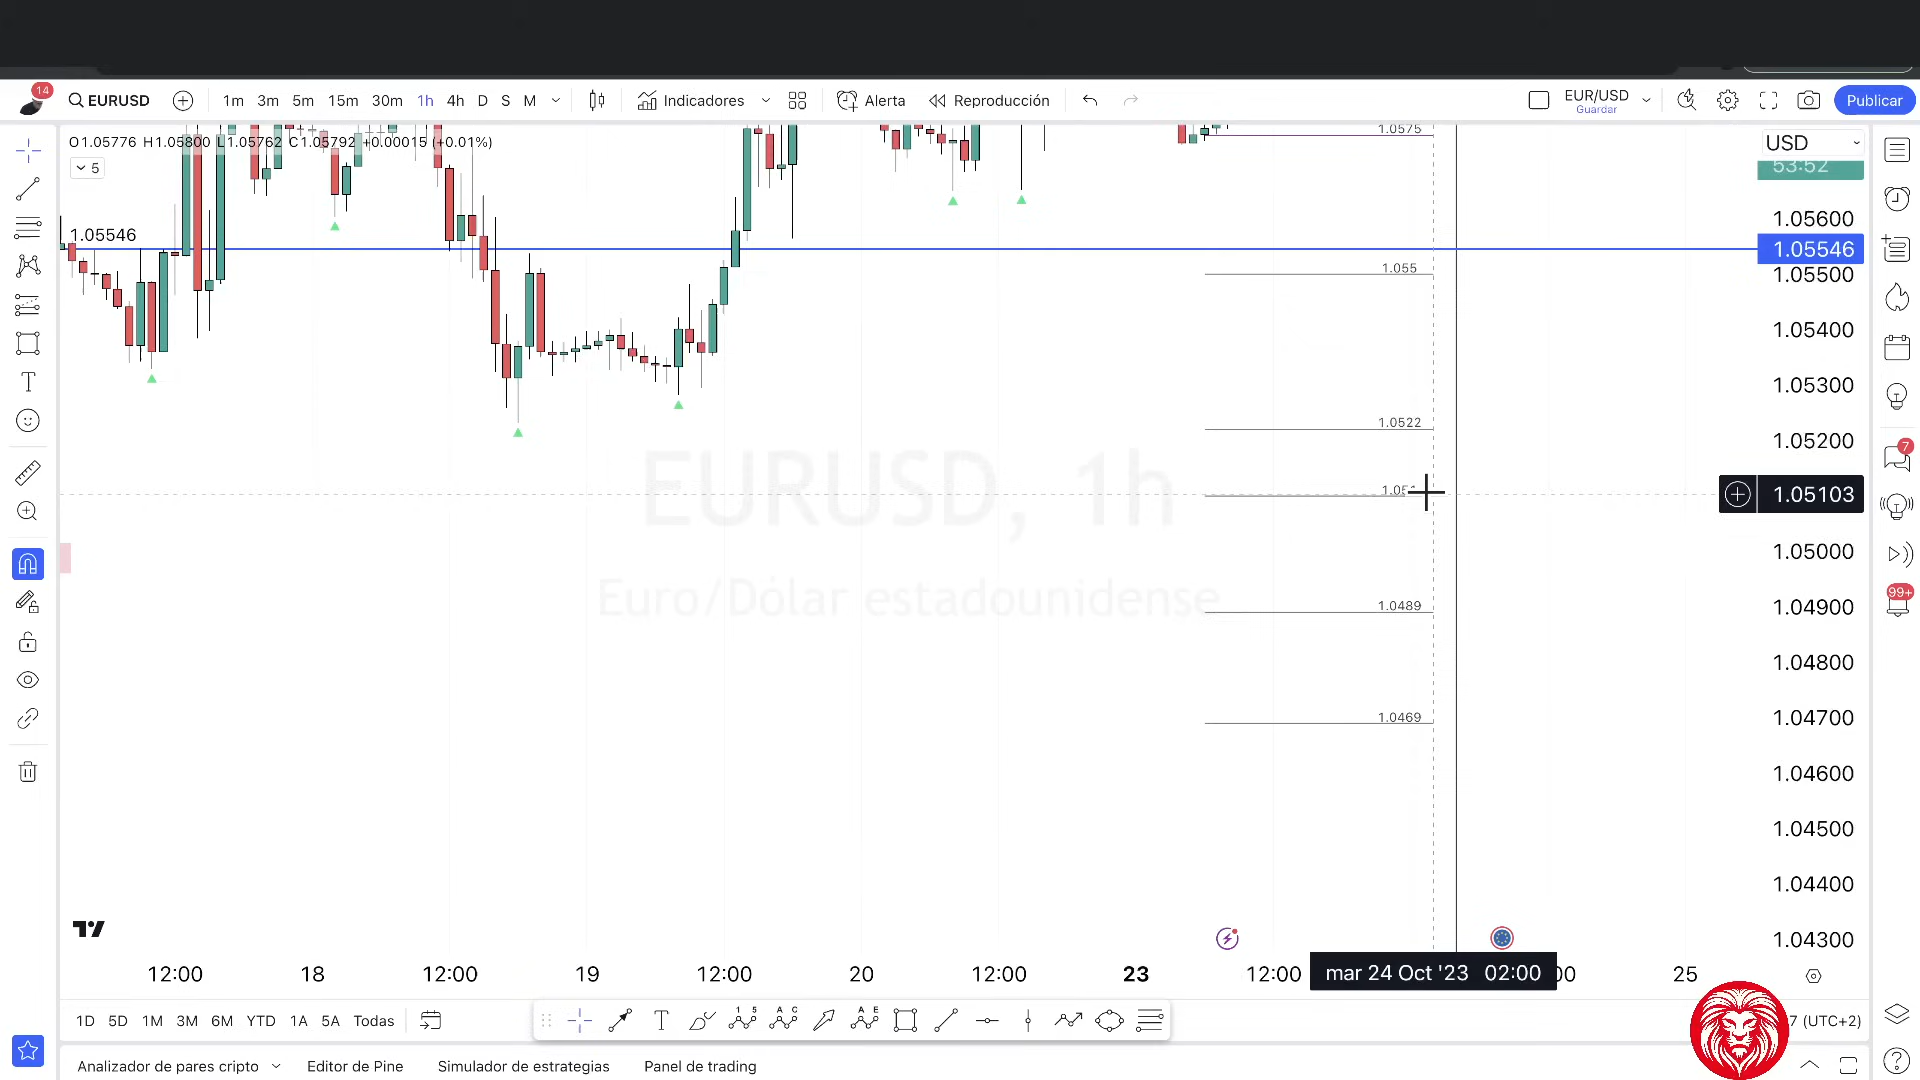 14
EURUSD
1m 3m 5m 15m 30m 1h 4h D S M
Indicadores
Alerta
Reproducción
EUR/USD
Guardar
Publicar
O1.05776 H1.05800 L1.05762 C1.05792 +0.00015 (+0.01%)
5
1.0575
USD
53:52
1.05600
1.05546
1.05546
1.05500
1.055
1.05400
1.05300
1.0522
1.05200
EURUSD, 1h
1.05103
1.05000
Euro/Dólar estadounidense
1.0489
1.04900
1.04800
1.0469
1.04700
1.04600
1.04500
1.04400
1.04300
7
99+
12:00 18 12:00 19 12:00 20 12:00 23 12:00 mar 24 Oct '23 02:00 25
1D 5D 1M 3M 6M YTD 1A 5A Todas
1 5
A C
A E
(UTC+2)
Analizador de pares cripto
Editor de Pine
Simulador de estrategias
Panel de trading